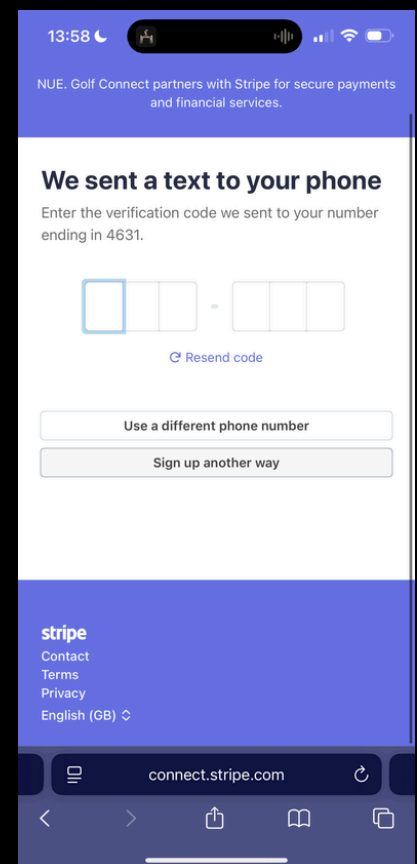 13:58
NUE. Golf Connect partners with Stripe for secure payments
and financial services.
We sent a text to your phone
Enter the verification code we sent to your number
ending in 4631.
-
Resend code
Use a different phone number
Sign up another way
stripe
Contact
Terms
Privacy
English (GB)
connect.stripe.com